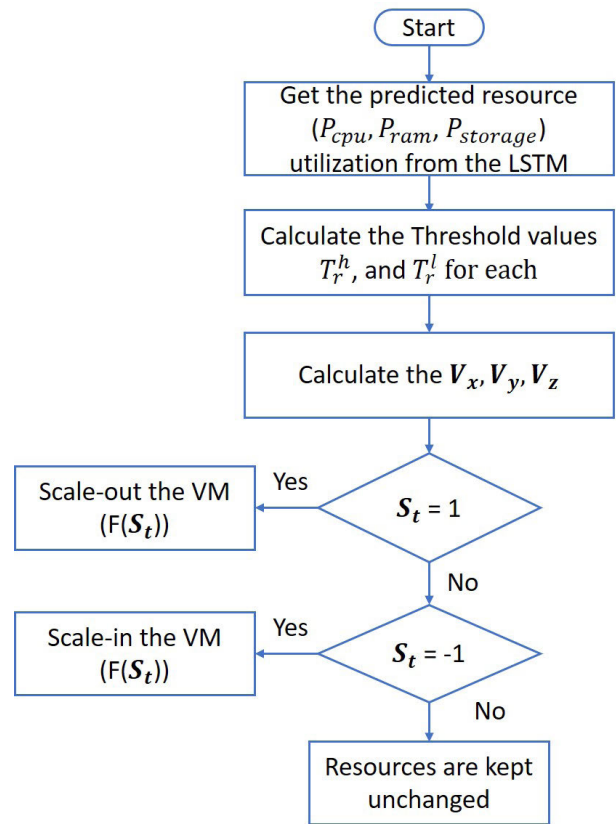 Start
Get the predicted resource
(P_cpu, P_ram, P_storage)
utilization from the LSTM
Calculate the Threshold values
T_r^h, and T_r^l for each
Calculate the V_x, V_y, V_z
Scale-out the VM
(F(S_t))
Yes
S_t = 1
No
Scale-in the VM
(F(S_t))
Yes
S_t = -1
No
Resources are kept
unchanged